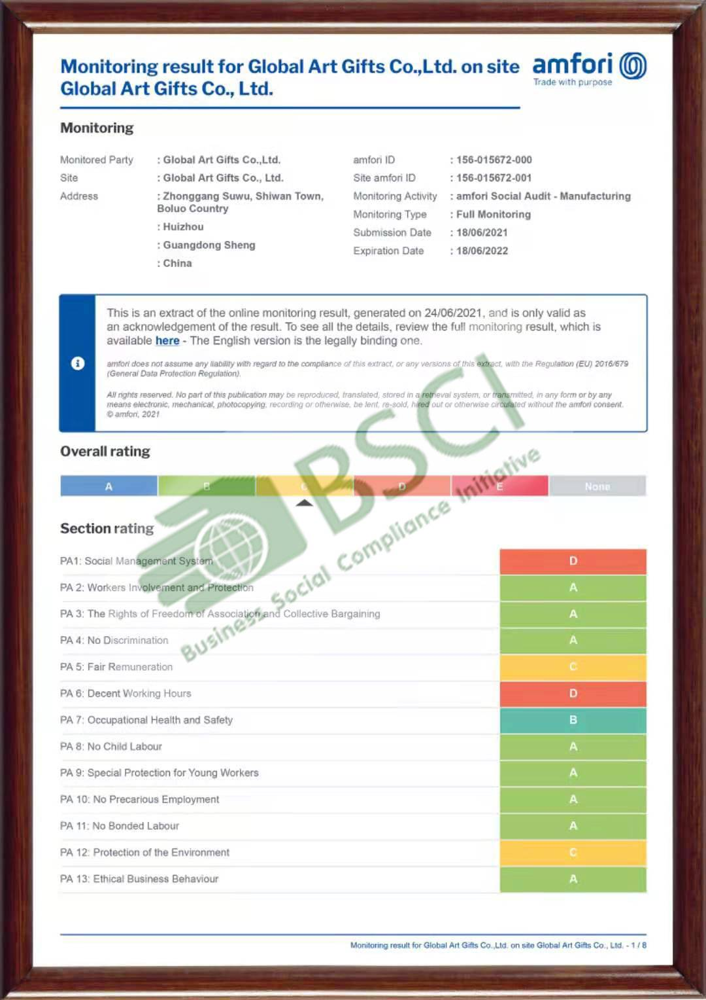 Monitoring result for Global Art Gifts Co.,Ltd. on site
Global Art Gifts Co., Ltd.
amfori
Trade with purpose
Monitoring
Monitored Party : Global Art Gifts Co.,Ltd.
Site : Global Art Gifts Co., Ltd.
Address : Zhonggang Suwu, Shiwan Town,
Boluo Country
: Huizhou
: Guangdong Sheng
: China
amfori ID : 156-015672-000
Site amfori ID : 156-015672-001
Monitoring Activity : amfori Social Audit - Manufacturing
Monitoring Type : Full Monitoring
Submission Date : 18/06/2021
Expiration Date : 18/06/2022
This is an extract of the online monitoring result, generated on 24/06/2021, and is only valid as
an acknowledgement of the result. To see all the details, review the full monitoring result, which is
available here - The English version is the legally binding one.
amfori does not assume any liability with regard to the compliance of this extract, or any versions of this extract, with the Regulation (EU) 2016/679
(General Data Protection Regulation).
All rights reserved. No part of this publication may be reproduced, translated, stored in a retrieval system, or transmitted, in any form or by any
means electronic, mechanical, photocopying, recording or otherwise, be lent, re-sold, hired out or otherwise circulated without the amfori consent.
© amfori, 2021
Overall rating
A B C D E None
BSCI
Business Social Compliance Initiative
Section rating
PA1: Social Management System D
PA 2: Workers Involvement and Protection A
PA 3: The Rights of Freedom of Association and Collective Bargaining A
PA 4: No Discrimination A
PA 5: Fair Remuneration C
PA 6: Decent Working Hours D
PA 7: Occupational Health and Safety B
PA 8: No Child Labour A
PA 9: Special Protection for Young Workers A
PA 10: No Precarious Employment A
PA 11: No Bonded Labour A
PA 12: Protection of the Environment C
PA 13: Ethical Business Behaviour A
Monitoring result for Global Art Gifts Co.,Ltd. on site Global Art Gifts Co., Ltd. - 1 / 8